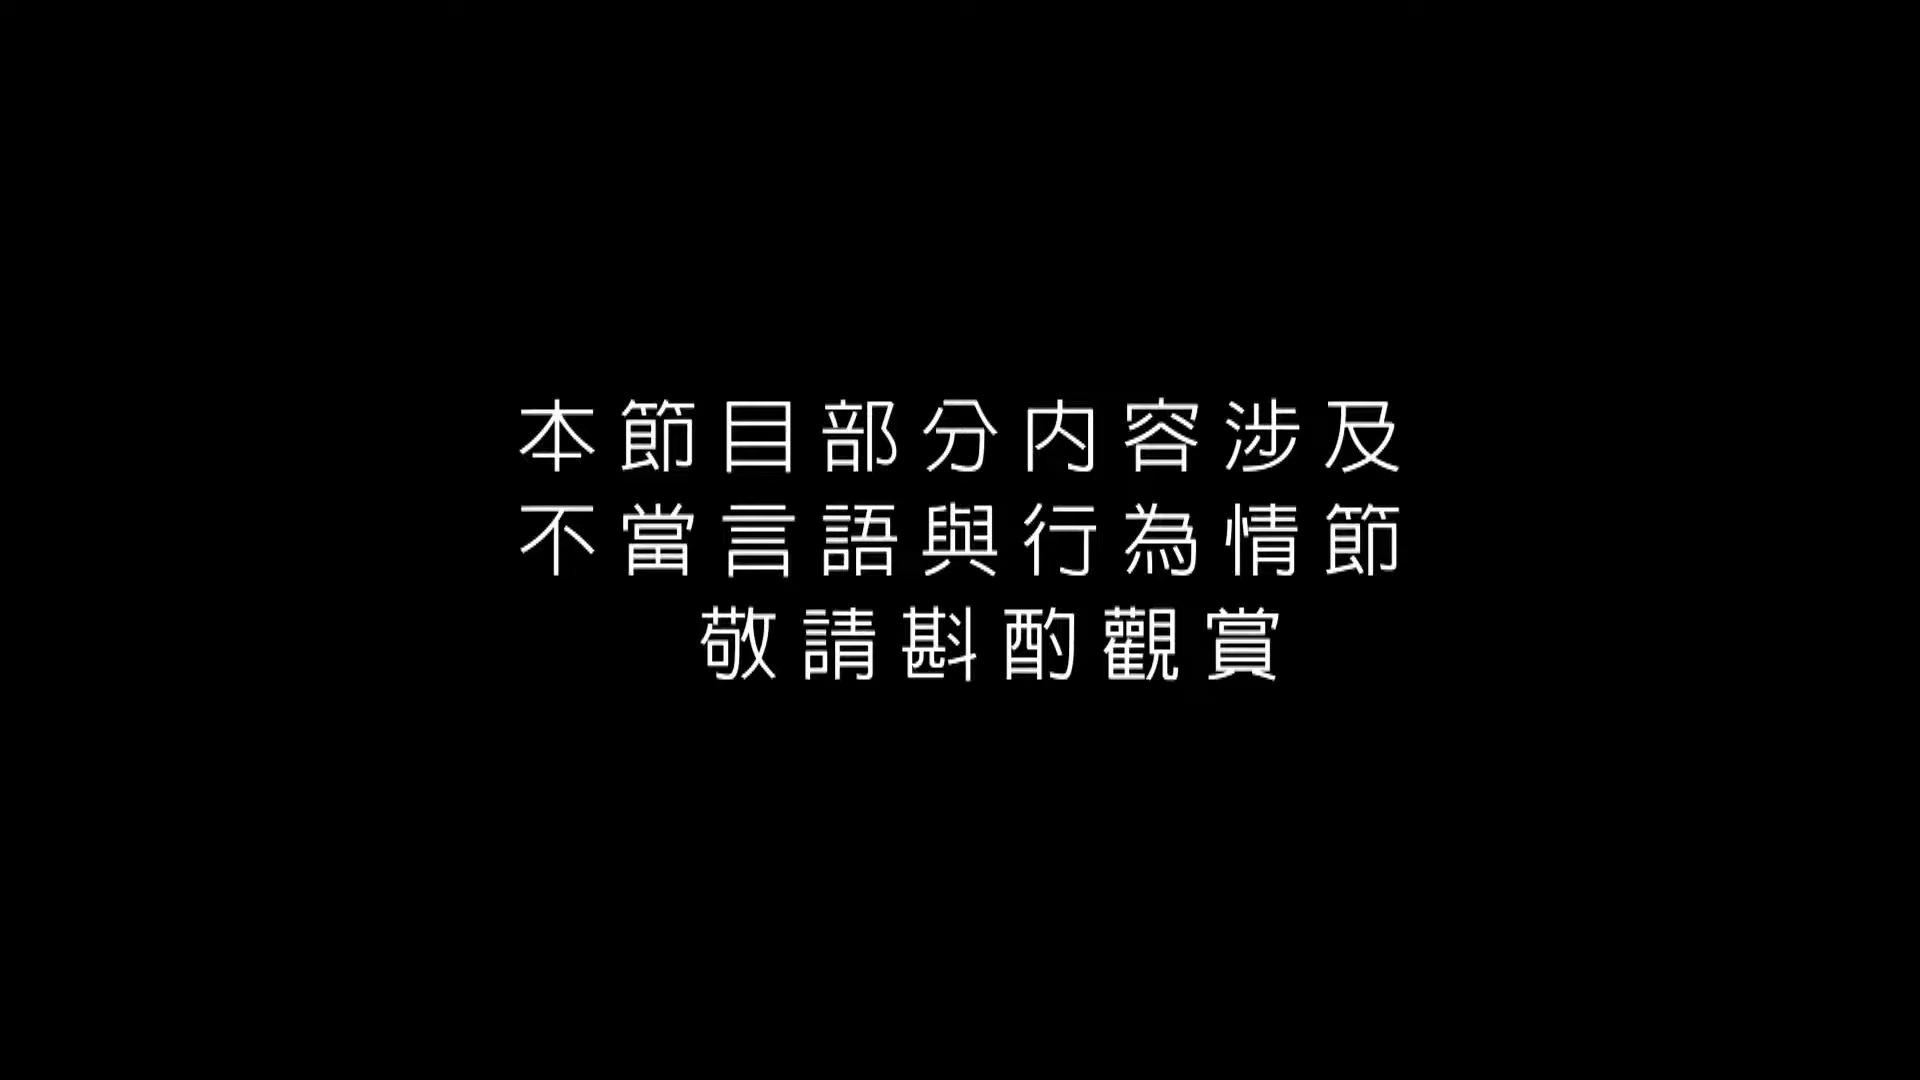 本節目部分内容涉及
不當言語與行為情節
敬請斟酌觀賞